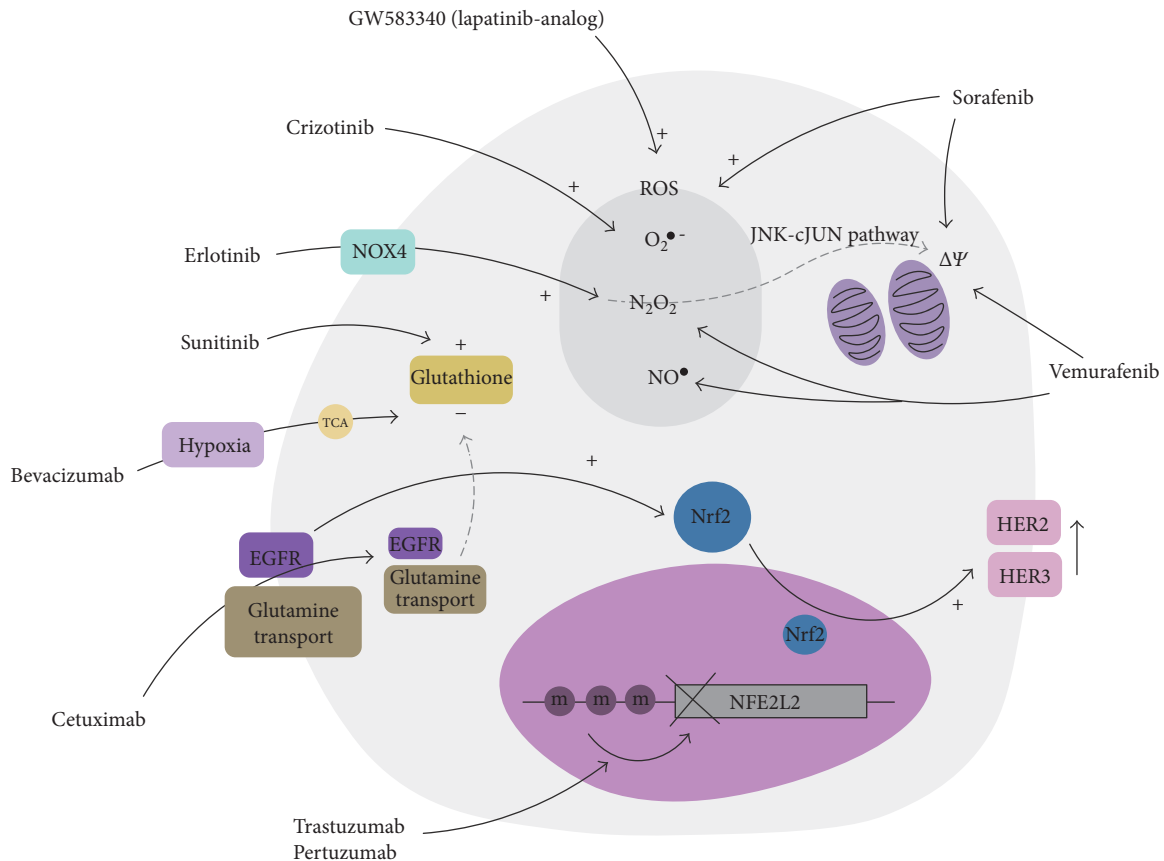 GW583340 (lapatinib-analog)
Sorafenib
Crizotinib
+
+
+
ROS
O₂•-
JNK-cJUN pathway
Erlotinib
NOX4
ΔΨ
+
N₂O₂
Sunitinib
+
Glutathione
−
NO•
Vemurafenib
TCA
Hypoxia
Bevacizumab
+
Nrf2
HER2
EGFR
EGFR
HER3
Glutamine
transport
Glutamine
transport
+
Nrf2
m
m
m
NFE2L2
Cetuximab
Trastuzumab
Pertuzumab